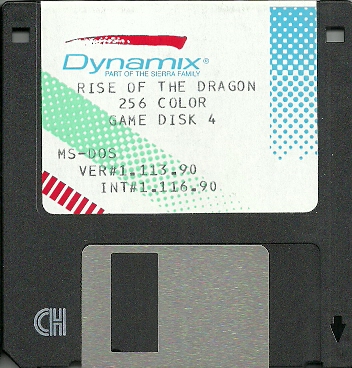 Dynamix®
PART OF THE SIERRA FAMILY
RISE OF THE DRAGON
256 COLOR
GAME DISK 4
MS-DOS
VER#1.113.90
INT#1.116.90
CH